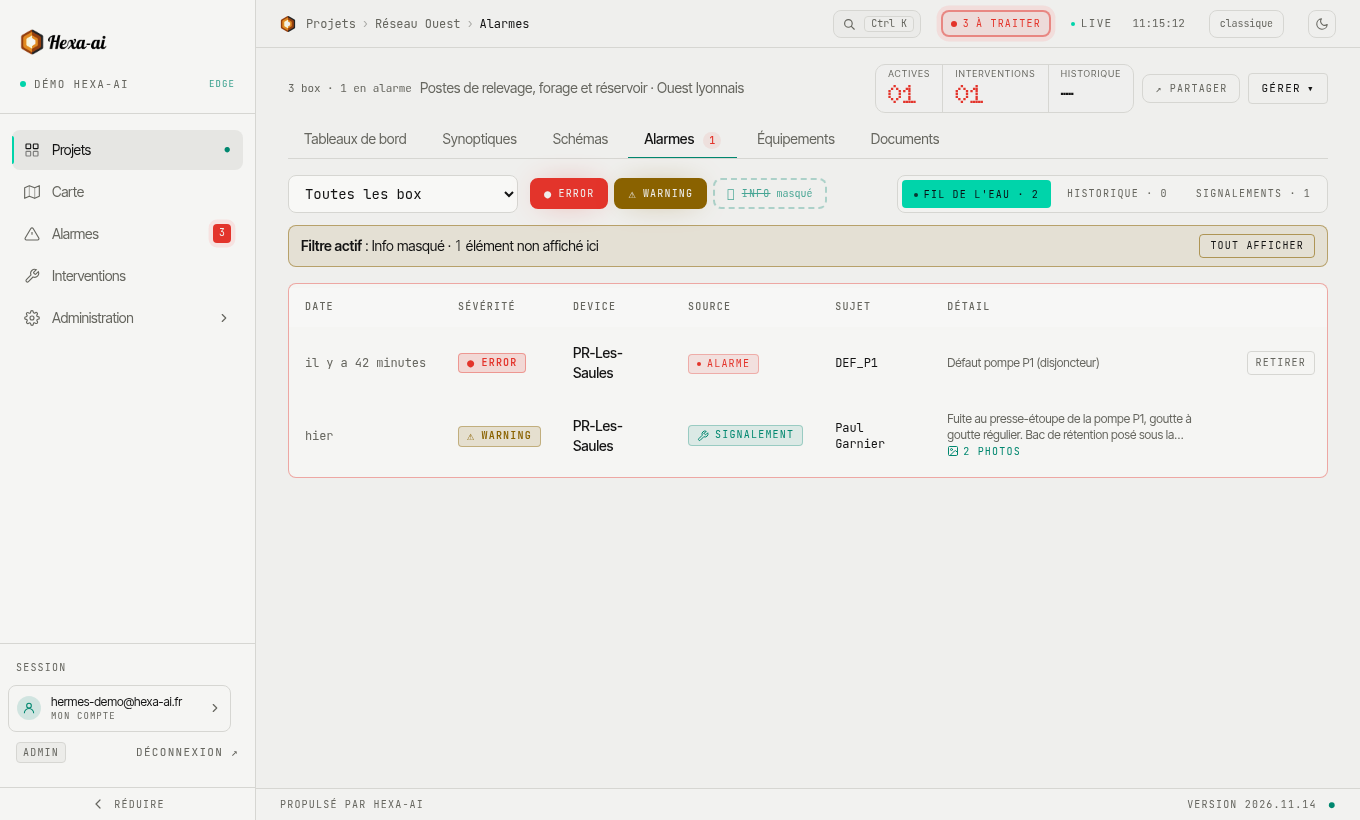 Hexa-ai
DÉMO HEXA-AI
EDGE
Projets
Carte
Alarmes
3
Interventions
Administration
SESSION
hermes-demo@hexa-ai.fr
MON COMPTE
ADMIN
DÉCONNEXION ↗
RÉDUIRE
Projets › Réseau Ouest › Alarmes
Ctrl K
3 À TRAITER
LIVE
11:15:12
classique
3 box · 1 en alarme
Postes de relevage, forage et réservoir · Ouest lyonnais
ACTIVES
01
INTERVENTIONS
01
HISTORIQUE
—
↗ PARTAGER
GÉRER ▾
Tableaux de bord
Synoptiques
Schémas
Alarmes 1
Équipements
Documents
Toutes les box
● ERROR
⚠ WARNING
INFO masqué
• FIL DE L'EAU · 2
HISTORIQUE · 0
SIGNALEMENTS · 1
Filtre actif : Info masqué · 1 élément non affiché ici
TOUT AFFICHER
DATE SÉVÉRITÉ DEVICE SOURCE SUJET DÉTAIL
il y a 42 minutes
● ERROR
PR-Les-
Saules
• ALARME
DEF_P1
Défaut pompe P1 (disjoncteur)
RETIRER
hier
⚠ WARNING
PR-Les-
Saules
SIGNALEMENT
Paul
Garnier
Fuite au presse-étoupe de la pompe P1, goutte à
goutte régulier. Bac de rétention posé sous la…
2 PHOTOS
PROPULSÉ PAR HEXA-AI
VERSION 2026.11.14